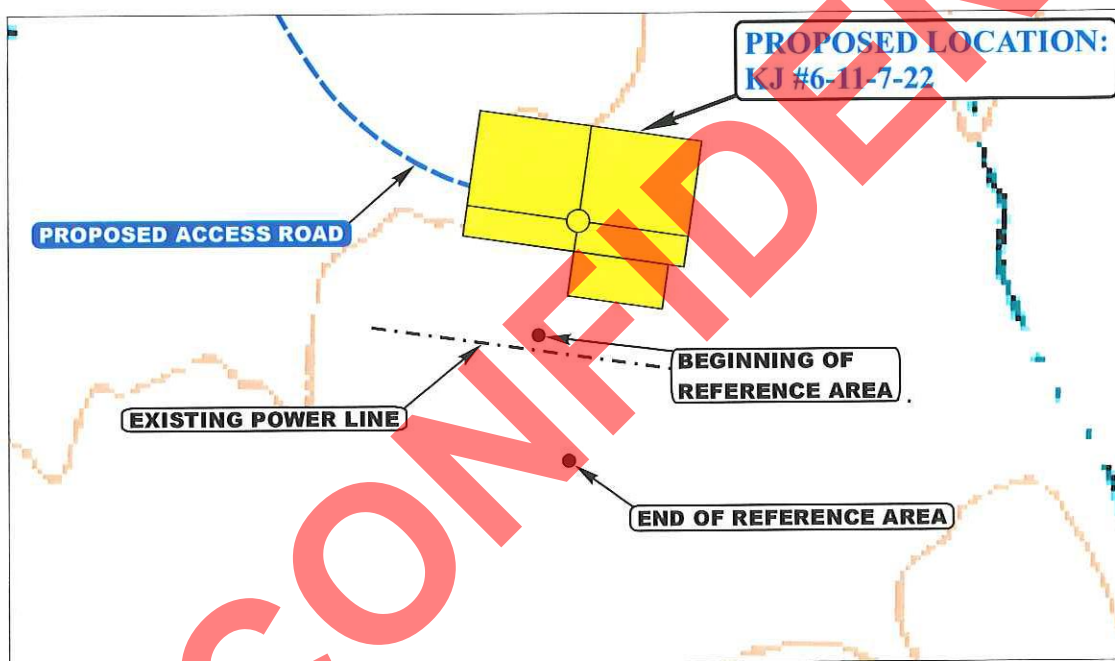 PROPOSED LOCATION:
KJ #6-11-7-22
PROPOSED ACCESS ROAD
BEGINNING OF
REFERENCE AREA
EXISTING POWER LINE
END OF REFERENCE AREA
CONFIDEN